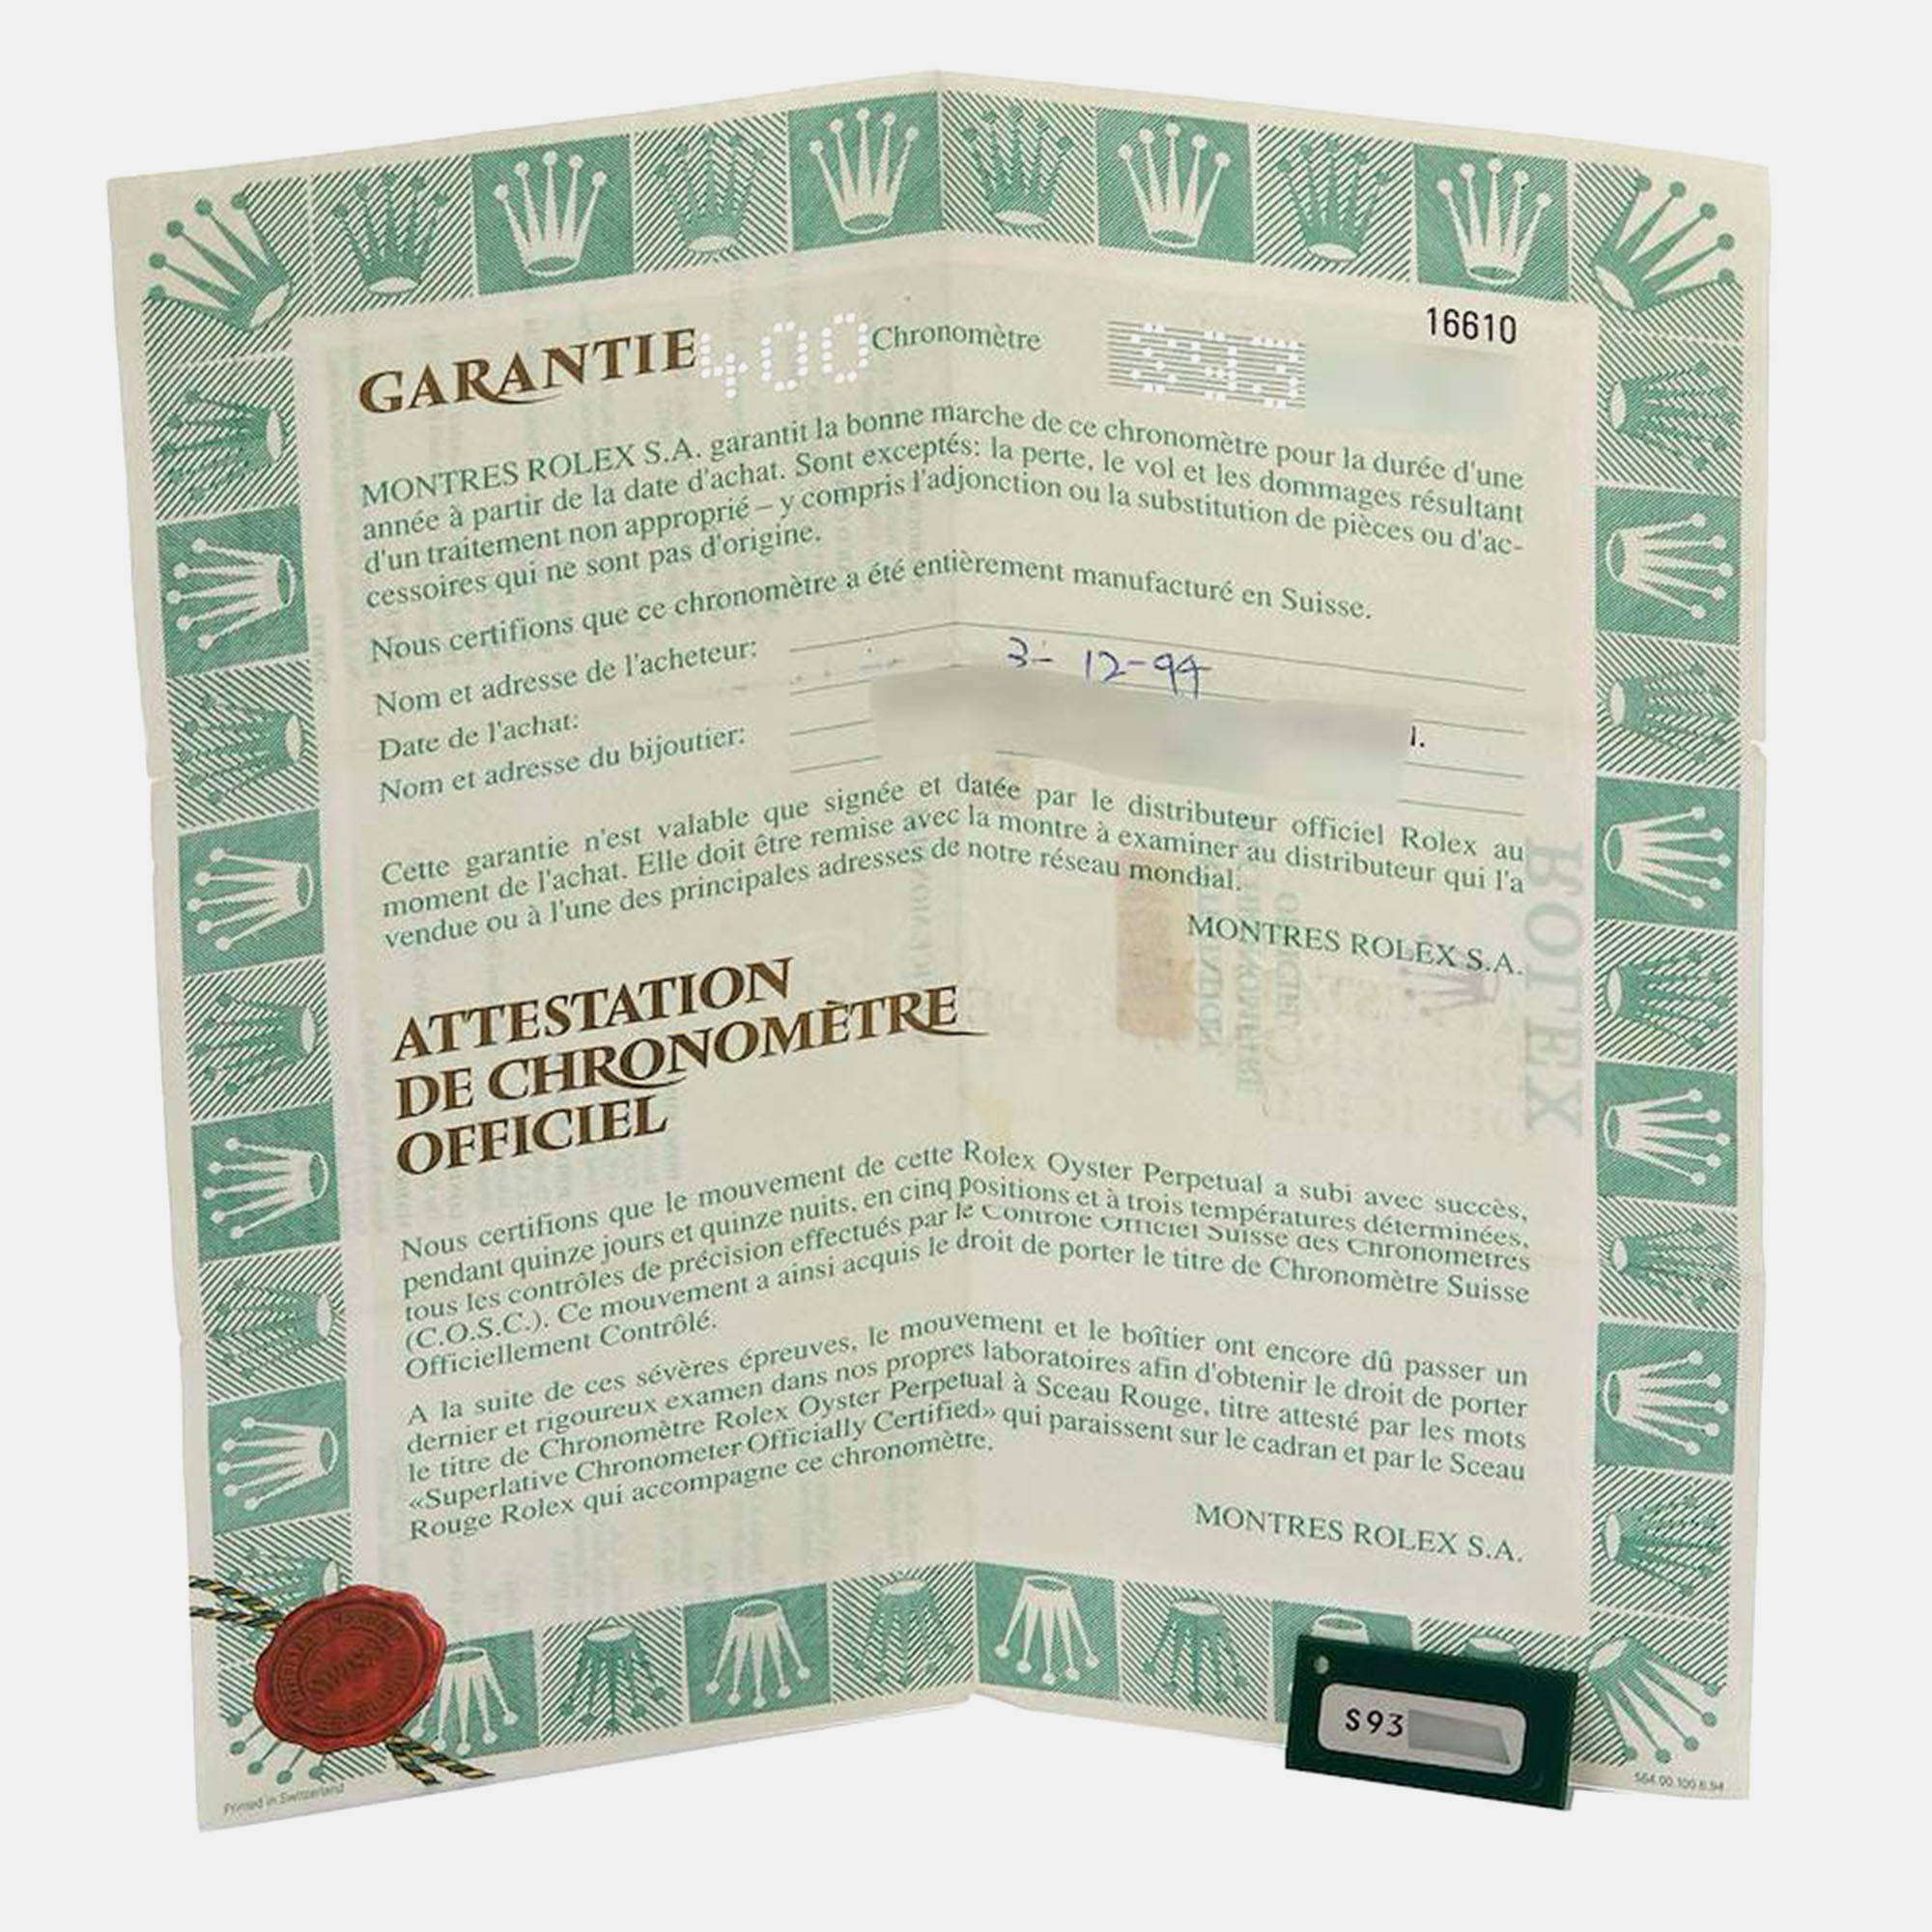 16610
GARANTIE 400 Chronomètre S93
MONTRES ROLEX S.A. garantit la bonne marche de ce chronomètre pour la durée d'une
année à partir de la date d'achat. Sont exceptés: la perte, le vol et les dommages résultant
d'un traitement non approprié – y compris l'adjonction ou la substitution de pièces ou d'ac-
cessoires qui ne sont pas d'origine.
Nous certifions que ce chronomètre a été entièrement manufacturé en Suisse.
Nom et adresse de l'acheteur:
Date de l'achat: 3- 12-94
Nom et adresse du bijoutier:
Cette garantie n'est valable que signée et datée par le distributeur officiel Rolex au
moment de l'achat. Elle doit être remise avec la montre à examiner au distributeur qui l'a
vendue ou à l'une des principales adresses de notre réseau mondial.
MONTRES ROLEX S.A.
ATTESTATION
DE CHRONOMÈTRE
OFFICIEL
Nous certifions que le mouvement de cette Rolex Oyster Perpetual a subi avec succès,
pendant quinze jours et quinze nuits, en cinq positions et à trois températures déterminées,
tous les contrôles de précision effectués par le Contrôle Officiel Suisse des Chronomètres
(C.O.S.C.). Ce mouvement a ainsi acquis le droit de porter le titre de Chronomètre Suisse
Officiellement Contrôlé.
A la suite de ces sévères épreuves, le mouvement et le boîtier ont encore dû passer un
dernier et rigoureux examen dans nos propres laboratoires afin d'obtenir le droit de porter
le titre de Chronomètre Rolex Oyster Perpetual à Sceau Rouge, titre attesté par les mots
«Superlative Chronometer Officially Certified» qui paraissent sur le cadran et par le Sceau
Rouge Rolex qui accompagne ce chronomètre.
MONTRES ROLEX S.A.
S93
Printed in Switzerland
564.00.100.6.94